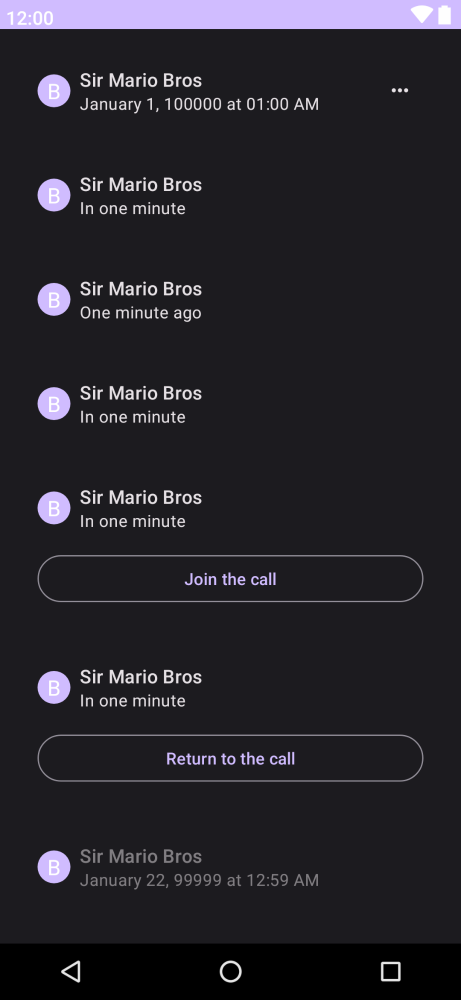 12:00
B
Sir Mario Bros
January 1, 100000 at 01:00 AM
B
Sir Mario Bros
In one minute
B
Sir Mario Bros
One minute ago
B
Sir Mario Bros
In one minute
B
Sir Mario Bros
In one minute
Join the call
B
Sir Mario Bros
In one minute
Return to the call
B
Sir Mario Bros
January 22, 99999 at 12:59 AM